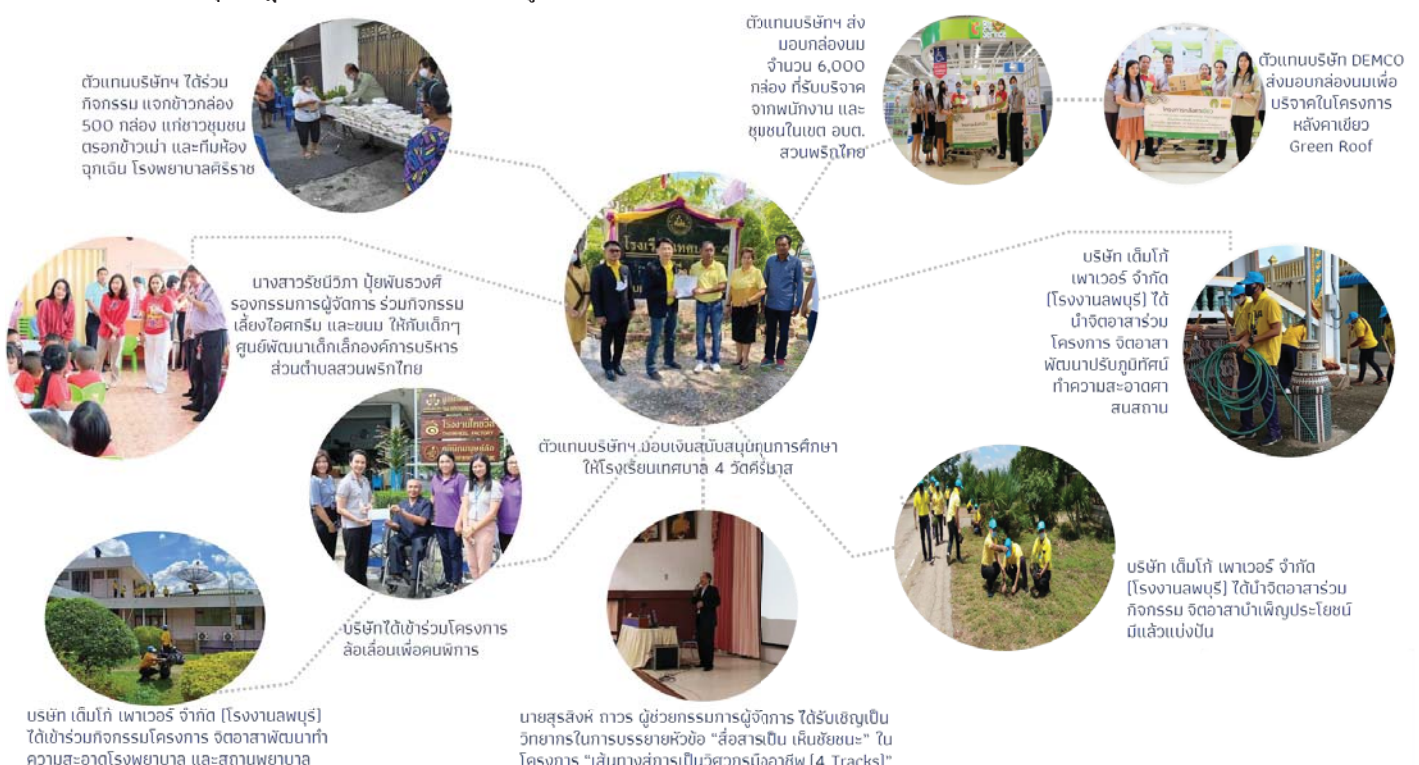 ตัวแทนบริษัทฯ ได้ร่วม
กิจกรรม แจกข้าวกล่อง
500 กล่อง แก่ชาวชุมชน
ตรอกข้าวเม่า และทีมห้อง
ฉุกเฉิน โรงพยาบาลศิริราช
ตัวแทนบริษัทฯ ส่ง
มอบกล่องนม
จำนวน 6,000
กล่อง ที่รับบริจาค
จากพนักงาน และ
ชุมชนในเขต อบต.
สวนพริกไทย
ตัวแทนบริษัท DEMCO
ส่งมอบกล่องนมเพื่อ
บริจาคในโครงการ
หลังคาเขียว
Green Roof
นางสาวรัชนีวิภา ปุ้ยพันธวงศ์
รองกรรมการผู้จัดการ ร่วมกิจกรรม
เลี้ยงไอศกรีม และขนม ให้กับเด็กๆ
ศูนย์พัฒนาเด็กเล็กองค์การบริหาร
ส่วนตำบลสวนพริกไทย
โรงเรียนเทศบาล 4
บริษัท เด็มโก้
เพาเวอร์ จำกัด
(โรงงานลพบุรี) ได้
นำจิตอาสาร่วม
โครงการ จิตอาสา
พัฒนาปรับภูมิทัศน์
ทำความสะอาดศา
สนสถาน
ตัวแทนบริษัทฯ มอบเงินสนับสนุนทุนการศึกษา
ให้โรงเรียนเทศบาล 4 วัดคีรีมาส
บริษัทได้เข้าร่วมโครงการ
ล้อเลื่อนเพื่อคนพิการ
บริษัท เด็มโก้ เพาเวอร์ จำกัด
(โรงงานลพบุรี) ได้นำจิตอาสาร่วม
กิจกรรม จิตอาสาบำเพ็ญประโยชน์
มีแล้วแบ่งปัน
บริษัท เด็มโก้ เพาเวอร์ จำกัด (โรงงานลพบุรี)
ได้เข้าร่วมกิจกรรมโครงการ จิตอาสาพัฒนาทำ
ความสะอาดโรงพยาบาล และสถานพยาบาล
นายสุรสิงห์ ถาวร ผู้ช่วยกรรมการผู้จัดการ ได้รับเชิญเป็น
วิทยากรในการบรรยายหัวข้อ "สื่อสารเป็น เห็นชัยชนะ" ใน
โครงการ "เส้นทางสู่การเป็นวิศวกรมืออาชีพ (4 Tracks)"